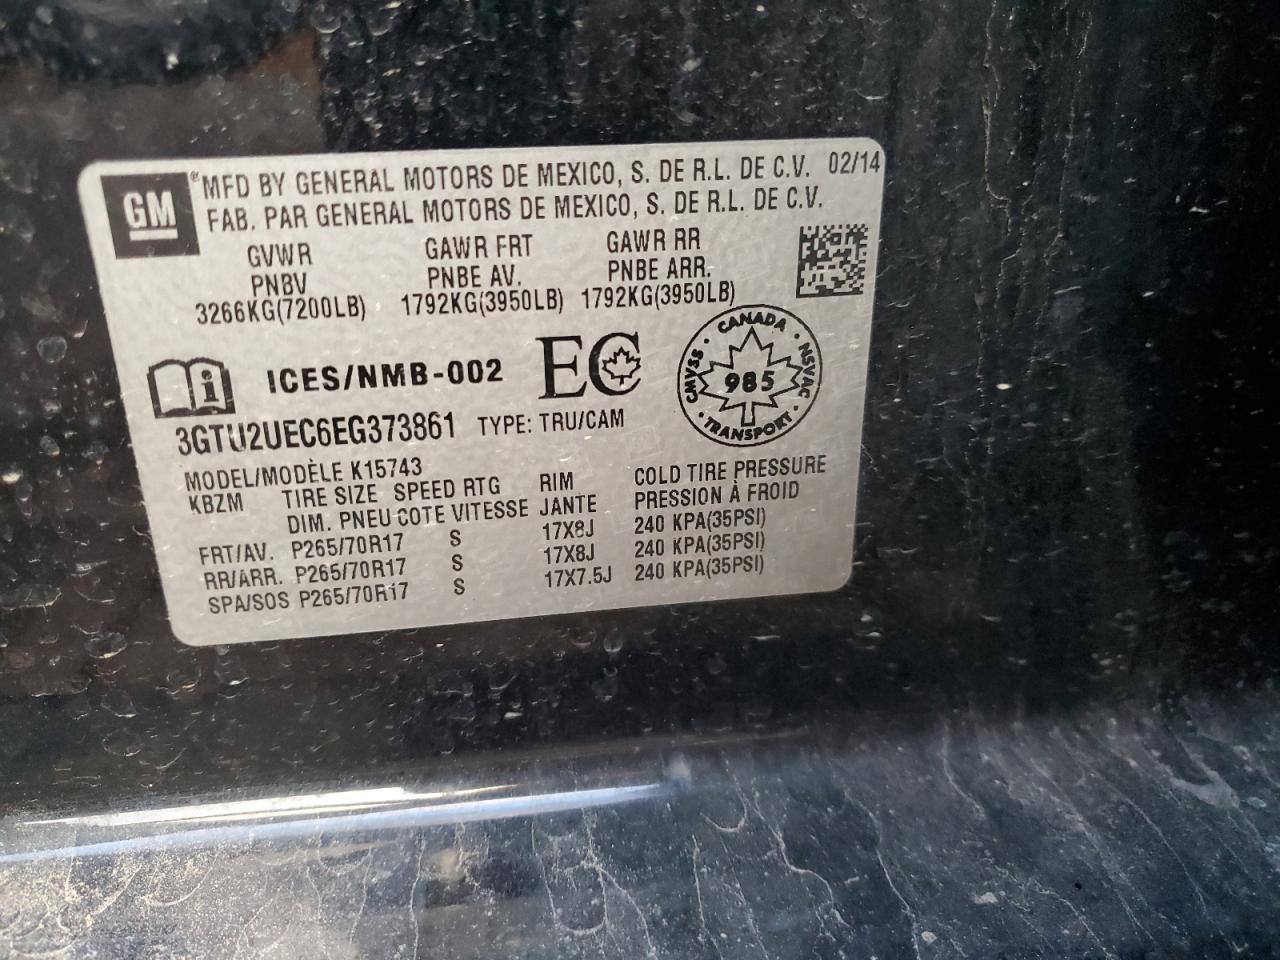 GM
®MFD BY GENERAL MOTORS DE MEXICO, S. DE R.L. DE C.V. 02/14
FAB. PAR GENERAL MOTORS DE MEXICO, S. DE R.L. DE C.V.
GVWR GAWR FRT GAWR RR
PNBV PNBE AV. PNBE ARR.
3266KG(7200LB) 1792KG(3950LB) 1792KG(3950LB)
i ICES/NMB-002 EC
CANADA
CMVSS 985 NSVAC
TRANSPORT
3GTU2UEC6EG373861 TYPE: TRU/CAM
MODEL/MODÈLE K15743
KBZM TIRE SIZE SPEED RTG RIM COLD TIRE PRESSURE
DIM. PNEU COTE VITESSE JANTE PRESSION À FROID
FRT/AV. P265/70R17 S 17X8J 240 KPA(35PSI)
RR/ARR. P265/70R17 S 17X8J 240 KPA(35PSI)
SPA/SOS P265/70R17 S 17X7.5J 240 KPA(35PSI)